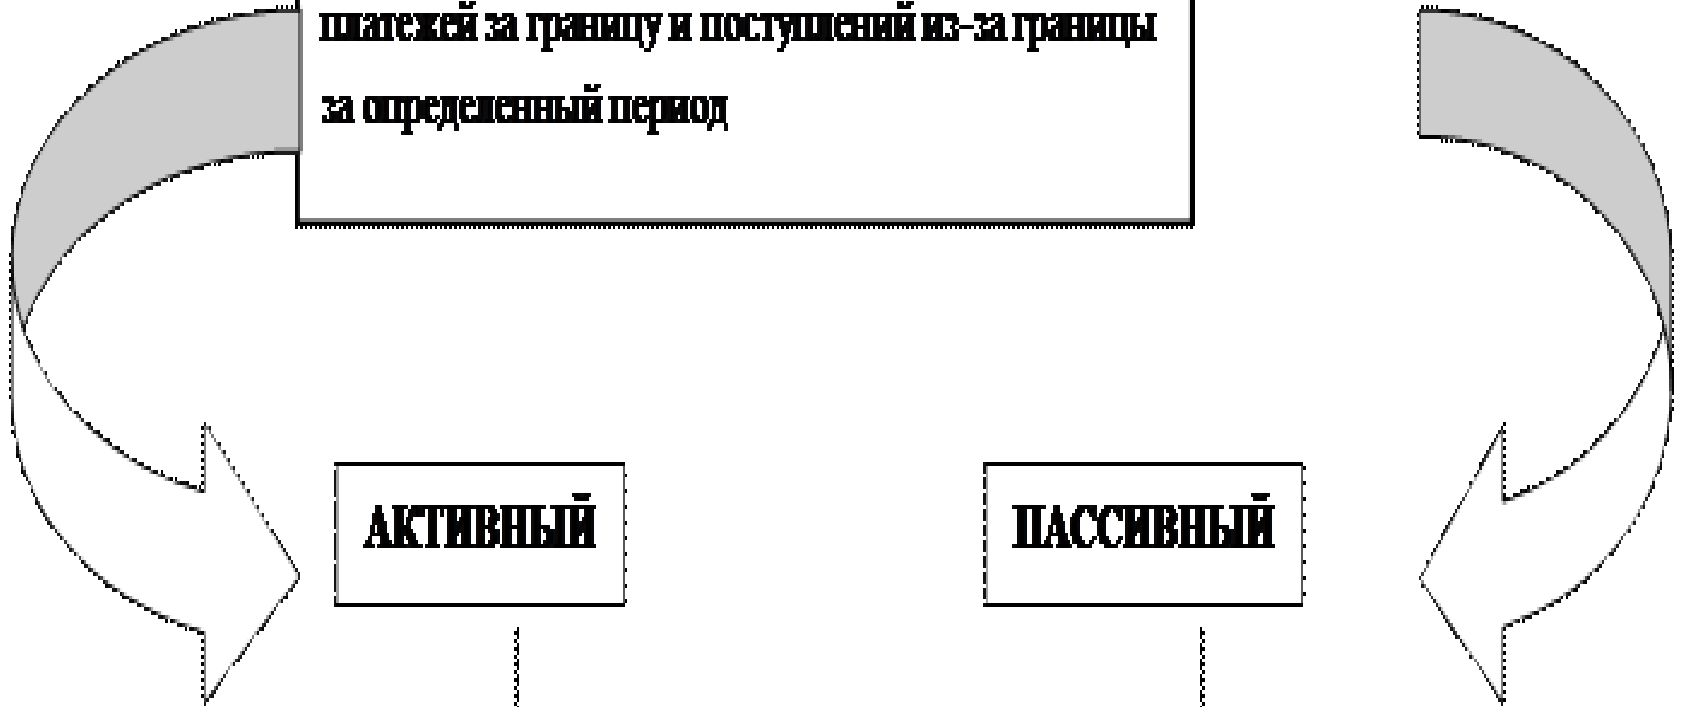 платежей за границу и поступлений из-за границы
за определенный период
АКТИВНЫЙ
ПАССИВНЫЙ